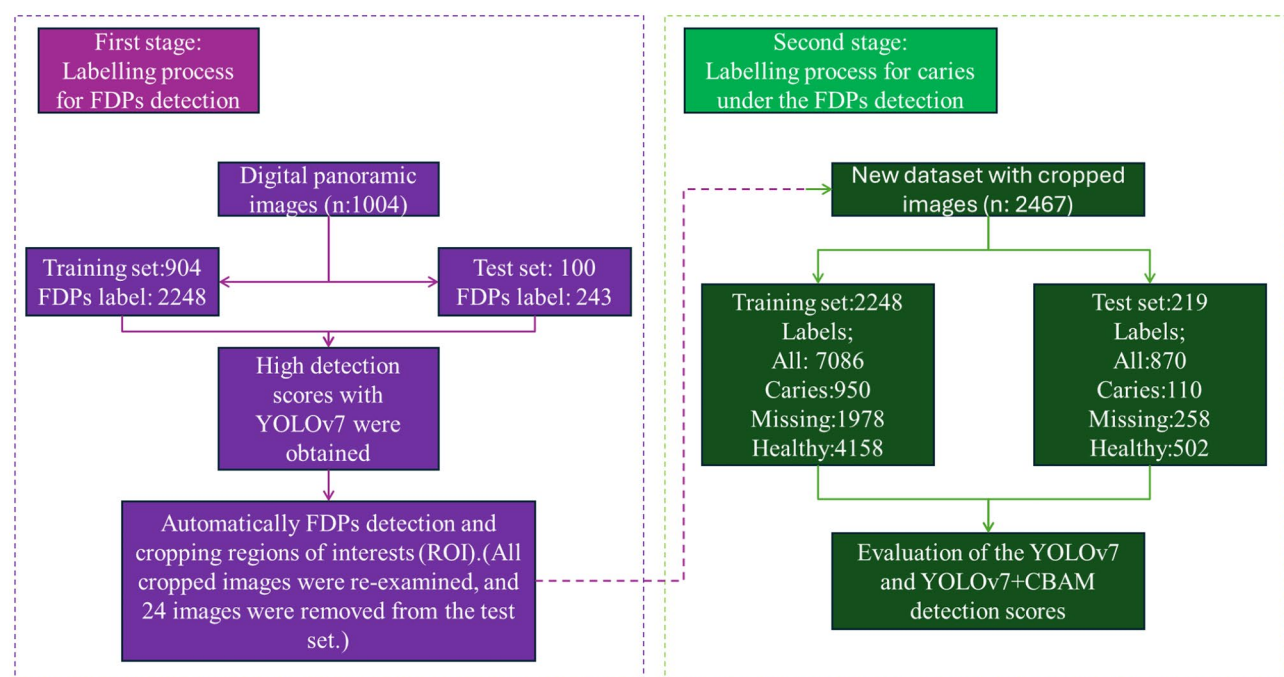 First stage:
Labelling process
for FDPs detection
Digital panoramic
images (n:1004)
Training set:904
FDPs label: 2248
Test set: 100
FDPs label: 243
High detection
scores with
YOLOv7 were
obtained
Automatically FDPs detection and
cropping regions of interests (ROI).(All
cropped images were re-examined, and
24 images were removed from the test
set.)
Second stage:
Labelling process for caries
under the FDPs detection
New dataset with cropped
images (n: 2467)
Training set:2248
Labels;
All: 7086
Caries:950
Missing:1978
Healthy:4158
Test set:219
Labels;
All:870
Caries:110
Missing:258
Healthy:502
Evaluation of the YOLOv7
and YOLOv7+CBAM
detection scores